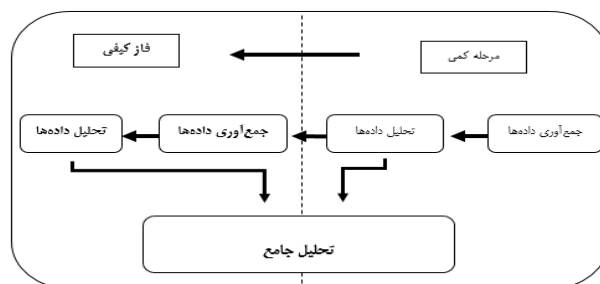 مرحله کمی
فاز کیفی
جمع‌آوری داده‌ها
تحلیل داده‌ها
جمع‌آوری داده‌ها
تحلیل داده‌ها
تحلیل جامع